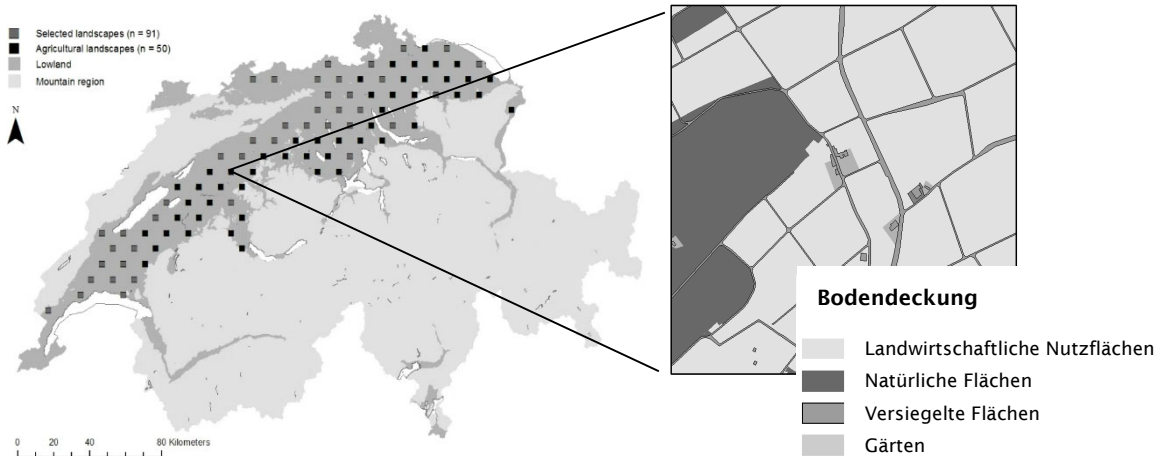 Selected landscapes (n = 91)
Agricultural landscapes (n = 50)
Lowland
Mountain region
N
0 20 40 80 Kilometers
Bodendeckung
Landwirtschaftliche Nutzflächen
Natürliche Flächen
Versiegelte Flächen
Gärten